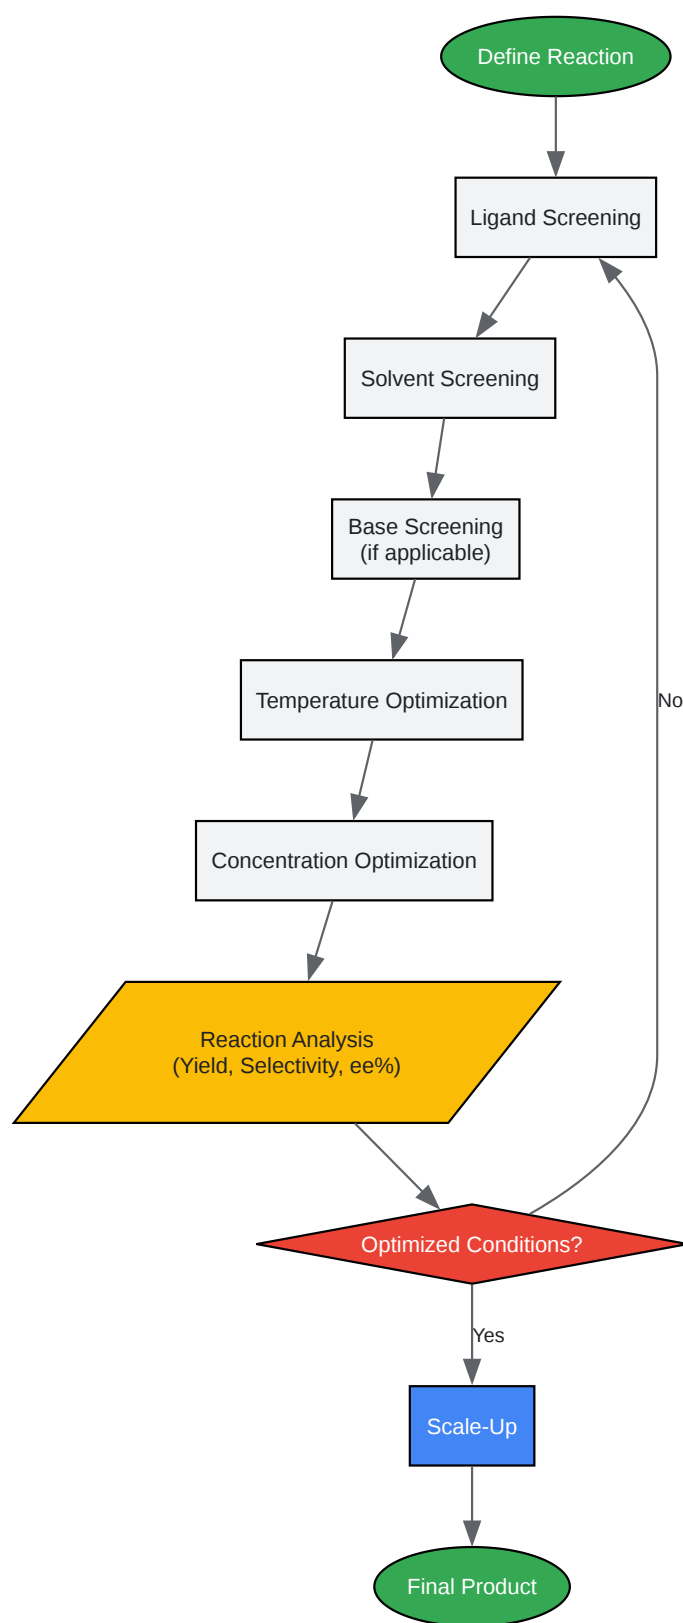 Define Reaction
Ligand Screening
Solvent Screening
Base Screening
(if applicable)
Temperature Optimization
No
Concentration Optimization
Reaction Analysis
(Yield, Selectivity, ee%)
Optimized Conditions?
Yes
Scale-Up
Final Product